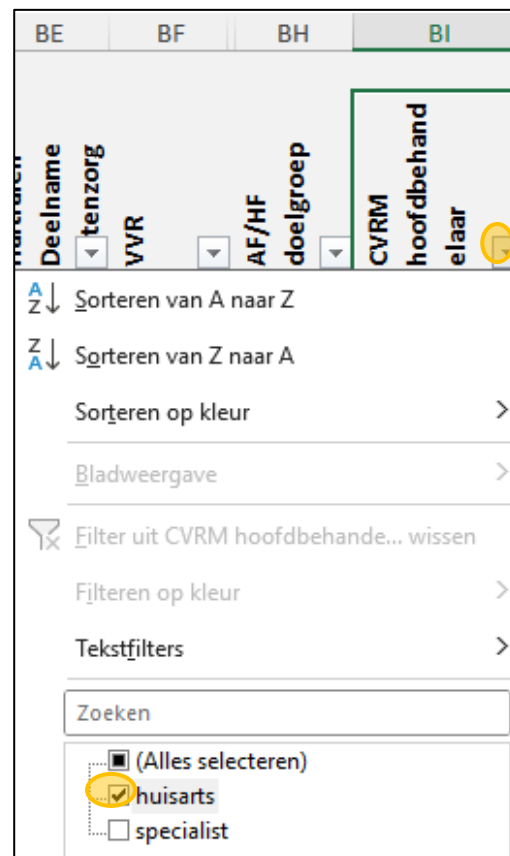 BE BF BH BI
Deelname
tenzorg
VVR
AF/HF
doelgroep
CVRM
hoofdbehand
elaar
Sorteren van A naar Z
Sorteren van Z naar A
Sorteren op kleur
Bladweergave
Filter uit CVRM hoofdbehande... wissen
Filteren op kleur
Tekstfilters
Zoeken
(Alles selecteren)
huisarts
specialist